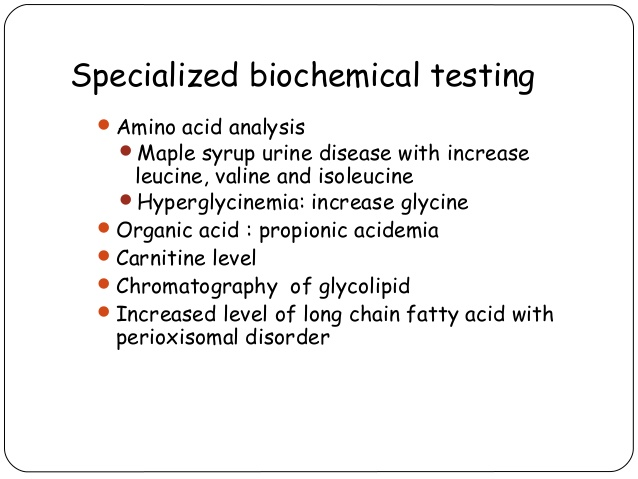 Specialized biochemical testing
Amino acid analysis
Maple syrup urine disease with increase
leucine, valine and isoleucine
Hyperglycinemia: increase glycine
Organic acid : propionic acidemia
Carnitine level
Chromatography of glycolipid
Increased level of long chain fatty acid with
perioxisomal disorder